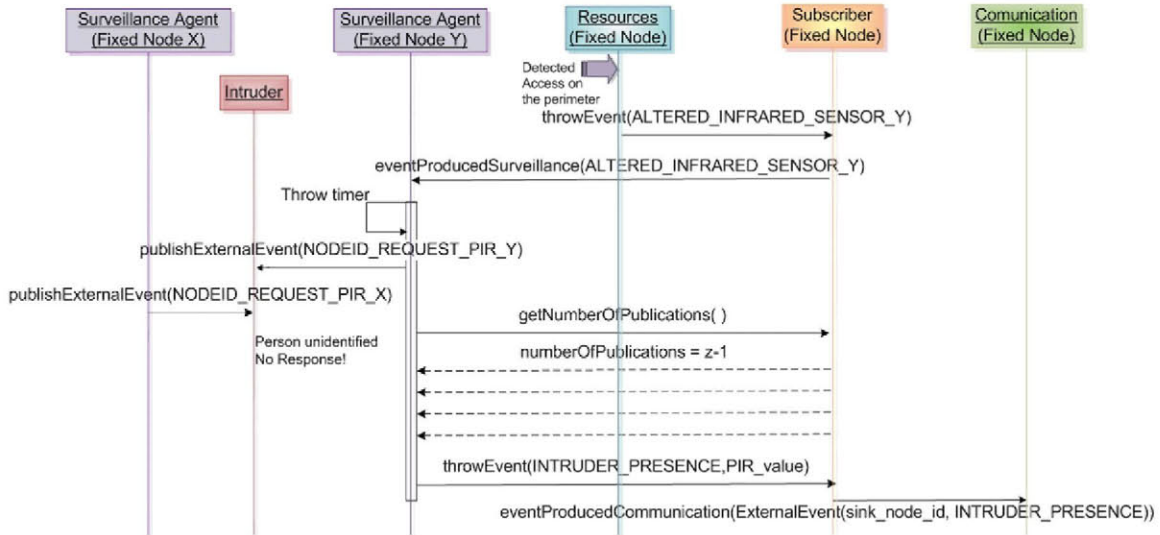 Surveillance Agent
(Fixed Node X)
Surveillance Agent
(Fixed Node Y)
Resources
(Fixed Node)
Subscriber
(Fixed Node)
Comunication
(Fixed Node)
Intruder
Detected
Access on
the perimeter
throwEvent(ALTERED_INFRARED_SENSOR_Y)
eventProducedSurveillance(ALTERED_INFRARED_SENSOR_Y)
Throw timer
publishExternalEvent(NODEID_REQUEST_PIR_Y)
publishExternalEvent(NODEID_REQUEST_PIR_X)
getNumberOfPublications( )
Person unidentified
No Response!
numberOfPublications = z-1
throwEvent(INTRUDER_PRESENCE,PIR_value)
eventProducedCommunication(ExternalEvent(sink_node_id, INTRUDER_PRESENCE))